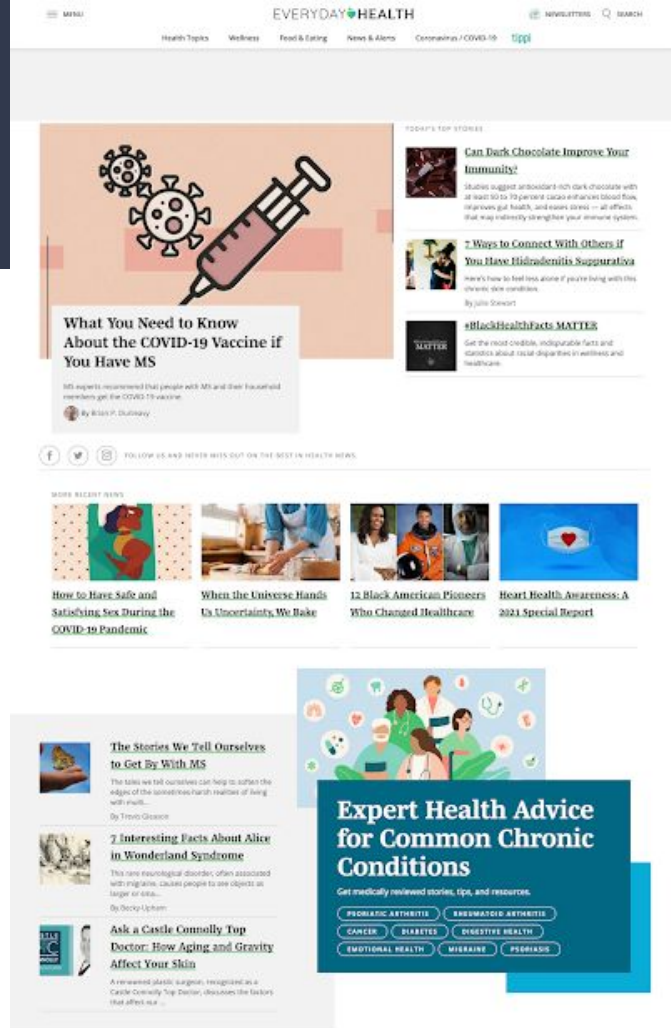 MENU
EVERYDAY HEALTH
NEWSLETTERS
SEARCH
Health Topics
Wellness
Food & Eating
News & Alerts
Coronavirus / COVID-19
tippi
What You Need to Know
About the COVID-19 Vaccine if
You Have MS
MS experts recommend that people with MS and their household
members get the COVID-19 vaccine.
By Brian P. Dunleavy
TODAY'S TOP STORIES
Can Dark Chocolate Improve Your
Immunity?
Studies suggest antioxidant-rich dark chocolate with
at least 50 to 70 percent cacao enhances blood flow,
improves gut health, and eases stress — all effects
that may indirectly strengthen your immune system.
7 Ways to Connect With Others if
You Have Hidradenitis Suppurativa
Here's how to feel less alone if you're living with this
chronic skin condition.
By Julie Stewart
MATTER
#BlackHealthFacts MATTER
Get the most credible, indisputable facts and
statistics about racial disparities in wellness and
healthcare.
FOLLOW US AND NEVER MISS OUT ON THE BEST IN HEALTH NEWS
MORE RECENT NEWS
How to Have Safe and
Satisfying Sex During the
COVID-19 Pandemic
When the Universe Hands
Us Uncertainty, We Bake
12 Black American Pioneers
Who Changed Healthcare
Heart Health Awareness: A
2021 Special Report
The Stories We Tell Ourselves
to Get By With MS
The tales we tell ourselves can help to soften the
edges of the sometimes harsh realities of living
with multi...
By Trevis Gleason
7 Interesting Facts About Alice
in Wonderland Syndrome
This rare neurological disorder, often associated
with migraine, causes people to see objects as
larger or sma...
By Becky Upham
Ask a Castle Connolly Top
Doctor: How Aging and Gravity
Affect Your Skin
A renowned plastic surgeon, recognized as a
Castle Connolly Top Doctor, discusses the factors
that affect our ...
Expert Health Advice
for Common Chronic
Conditions
Get medically reviewed stories, tips, and resources.
PSORIATIC ARTHRITIS
RHEUMATOID ARTHRITIS
CANCER
DIABETES
DIGESTIVE HEALTH
EMOTIONAL HEALTH
MIGRAINE
PSORIASIS